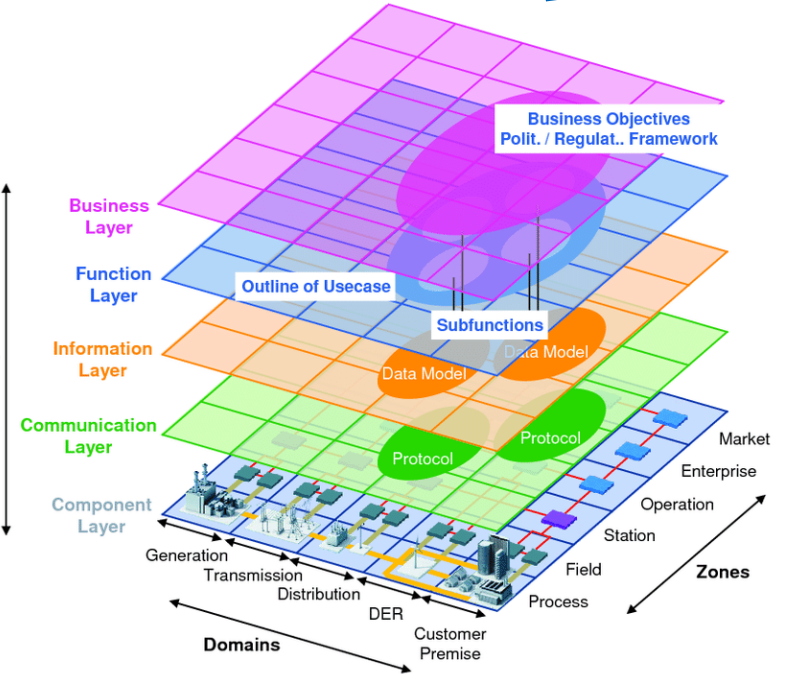 Business Objectives
Polit. / Regulat.. Framework
Business
Layer
Function
Layer
Outline of Usecase
Subfunctions
Information
Layer
Data Model
Data Model
Communication
Layer
Protocol
Protocol
Component
Layer
Market
Enterprise
Operation
Station
Field
Process
Zones
Generation
Transmission
Distribution
DER
Customer
Premise
Domains